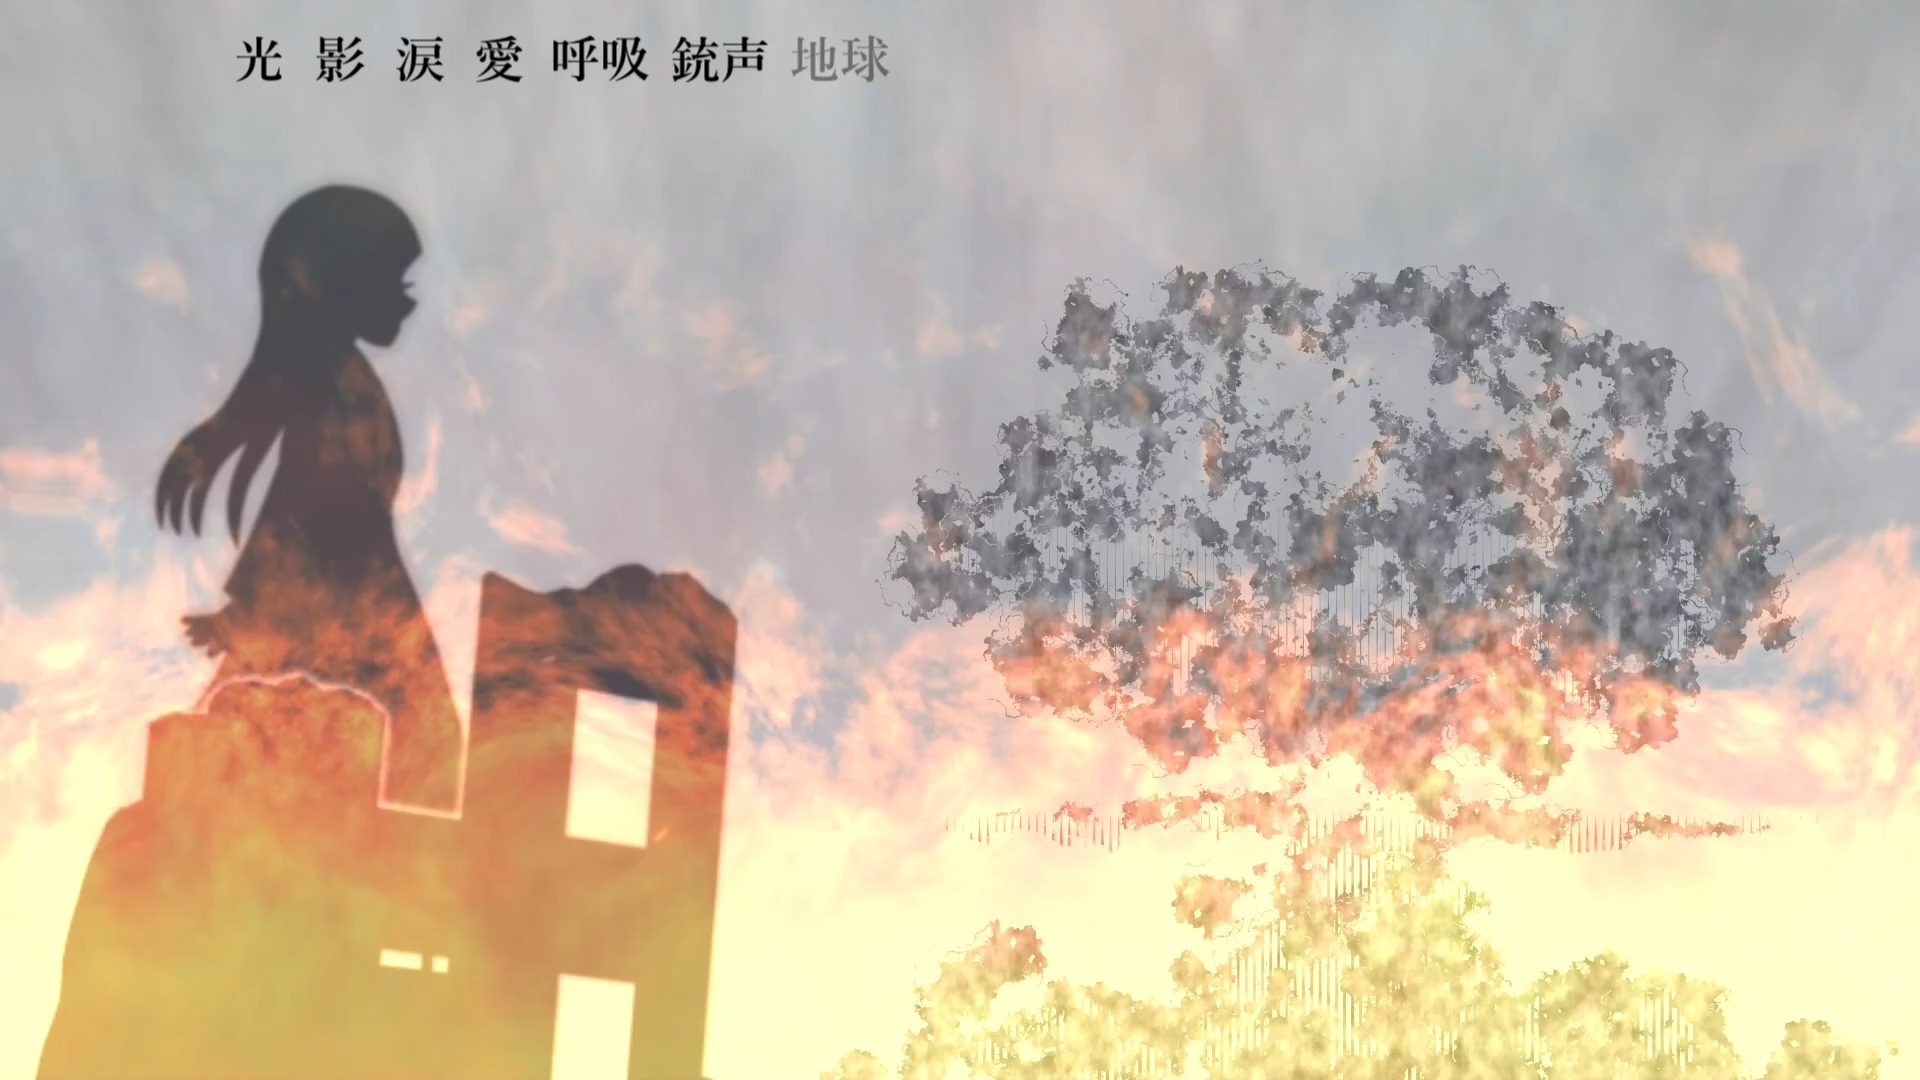 光 影 涙 愛 呼吸 銃声 地球